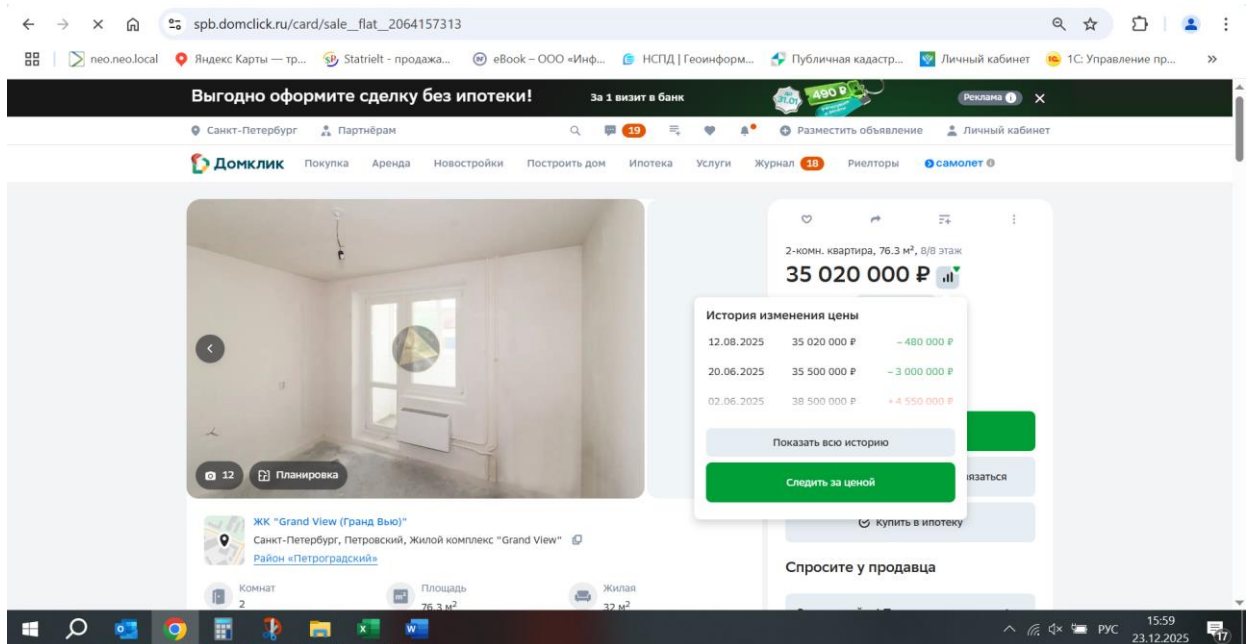 spb.domclick.ru/card/sale__flat__2064157313
neo.neo.local
Яндекс Карты — тр...
Statrielt - продажа...
eBook – ООО «Инф...
НСПД | Геоинформ...
Публичная кадастр...
Личный кабинет
1С: Управление пр...
»
Выгодно оформите сделку без ипотеки!
За 1 визит в банк
до 31.01
490 ₽
Реклама
Санкт-Петербург
Партнёрам
19
Разместить объявление
Личный кабинет
Домклик
Покупка
Аренда
Новостройки
Построить дом
Ипотека
Услуги
Журнал 18
Риелторы
самолет
2-комн. квартира, 76.3 м², 8/8 этаж
35 020 000 ₽
История изменения цены
12.08.2025 35 020 000 ₽ – 480 000 ₽
20.06.2025 35 500 000 ₽ – 3 000 000 ₽
02.06.2025 38 500 000 ₽ + 4 550 000 ₽
Показать всю историю
Следить за ценой
язаться
Купить в ипотеку
12
Планировка
ЖК "Grand View (Гранд Вью)"
Санкт-Петербург, Петровский, Жилой комплекс "Grand View"
Район «Петроградский»
Комнат
2
Площадь
76.3 м²
Жилая
32 м²
Спросите у продавца
РУС
15:59
23.12.2025
17